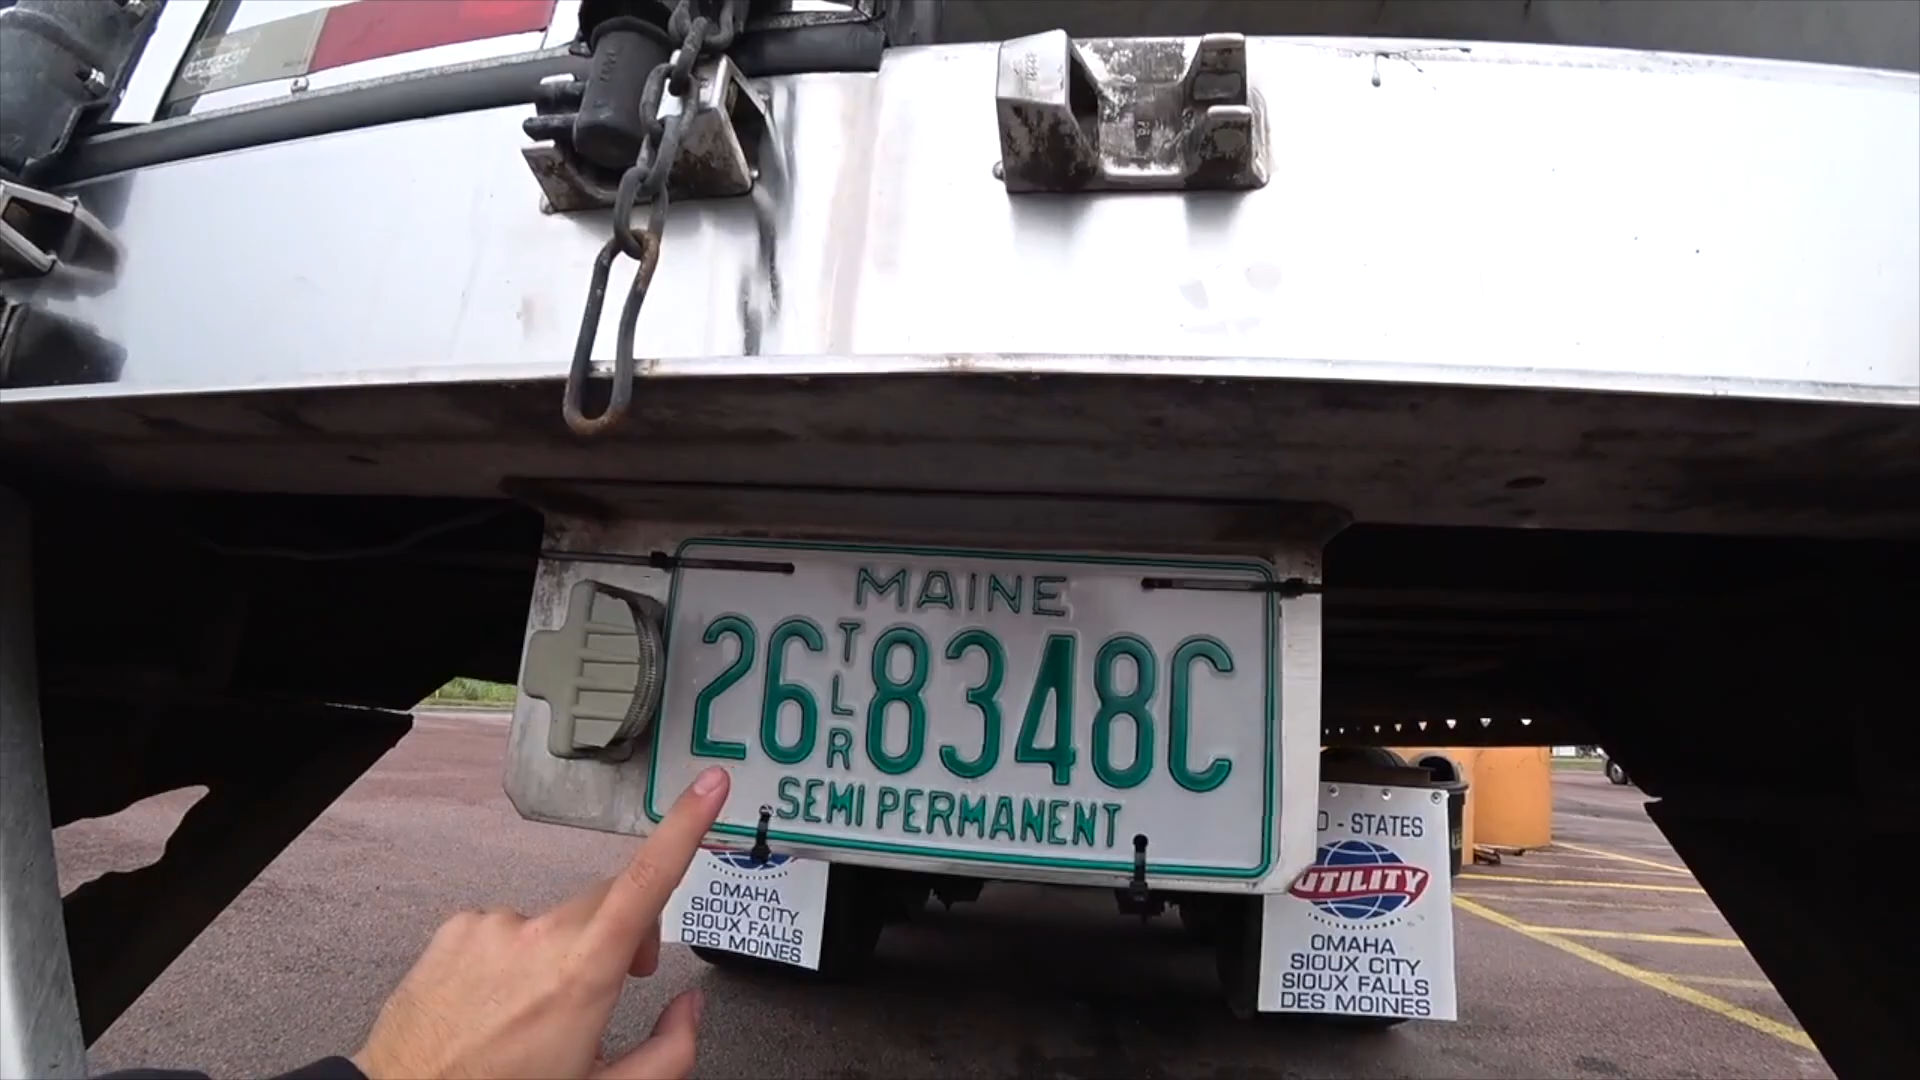 MAINE
26 TLR 8348C
SEMI PERMANENT
OMAHA
SIOUX CITY
SIOUX FALLS
DES MOINES
D - STATES
UTILITY
INTERNATIONAL
OMAHA
SIOUX CITY
SIOUX FALLS
DES MOINES